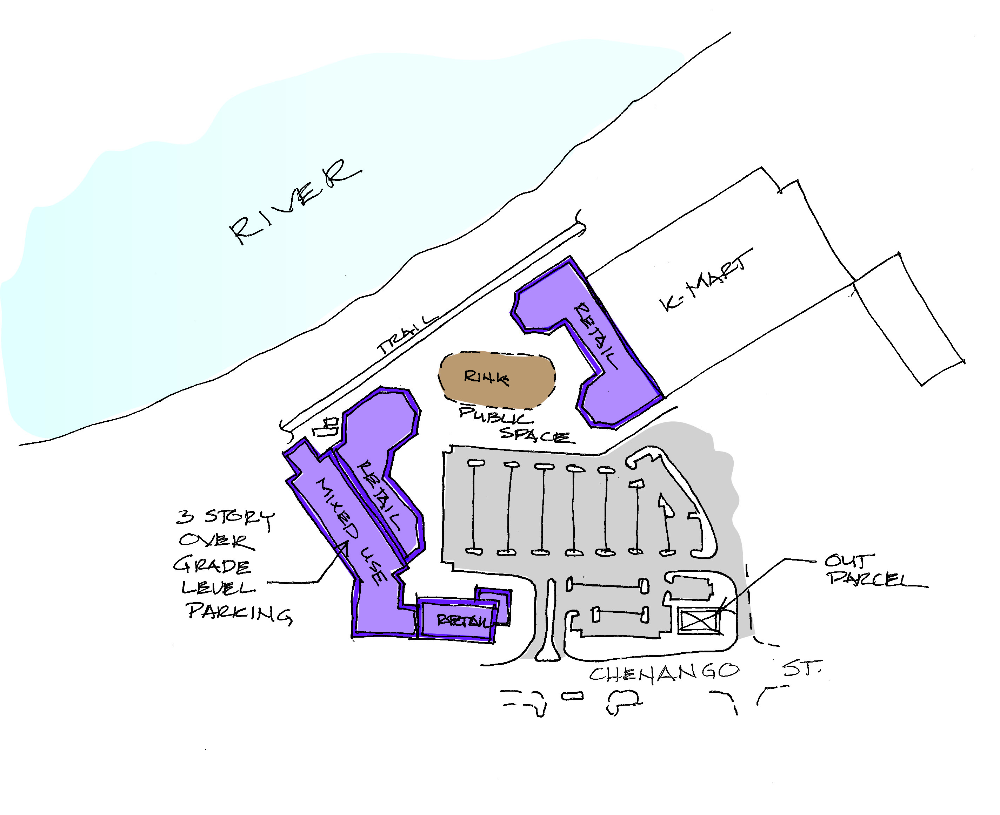 RIVER
K-MART
TRAIL
RETAIL
RINK
PUBLIC
SPACE
RETAIL
MIXED USE
3 STORY
OVER
GRADE
LEVEL
PARKING
OUT
PARCEL
RETAIL
CHENANGO ST.